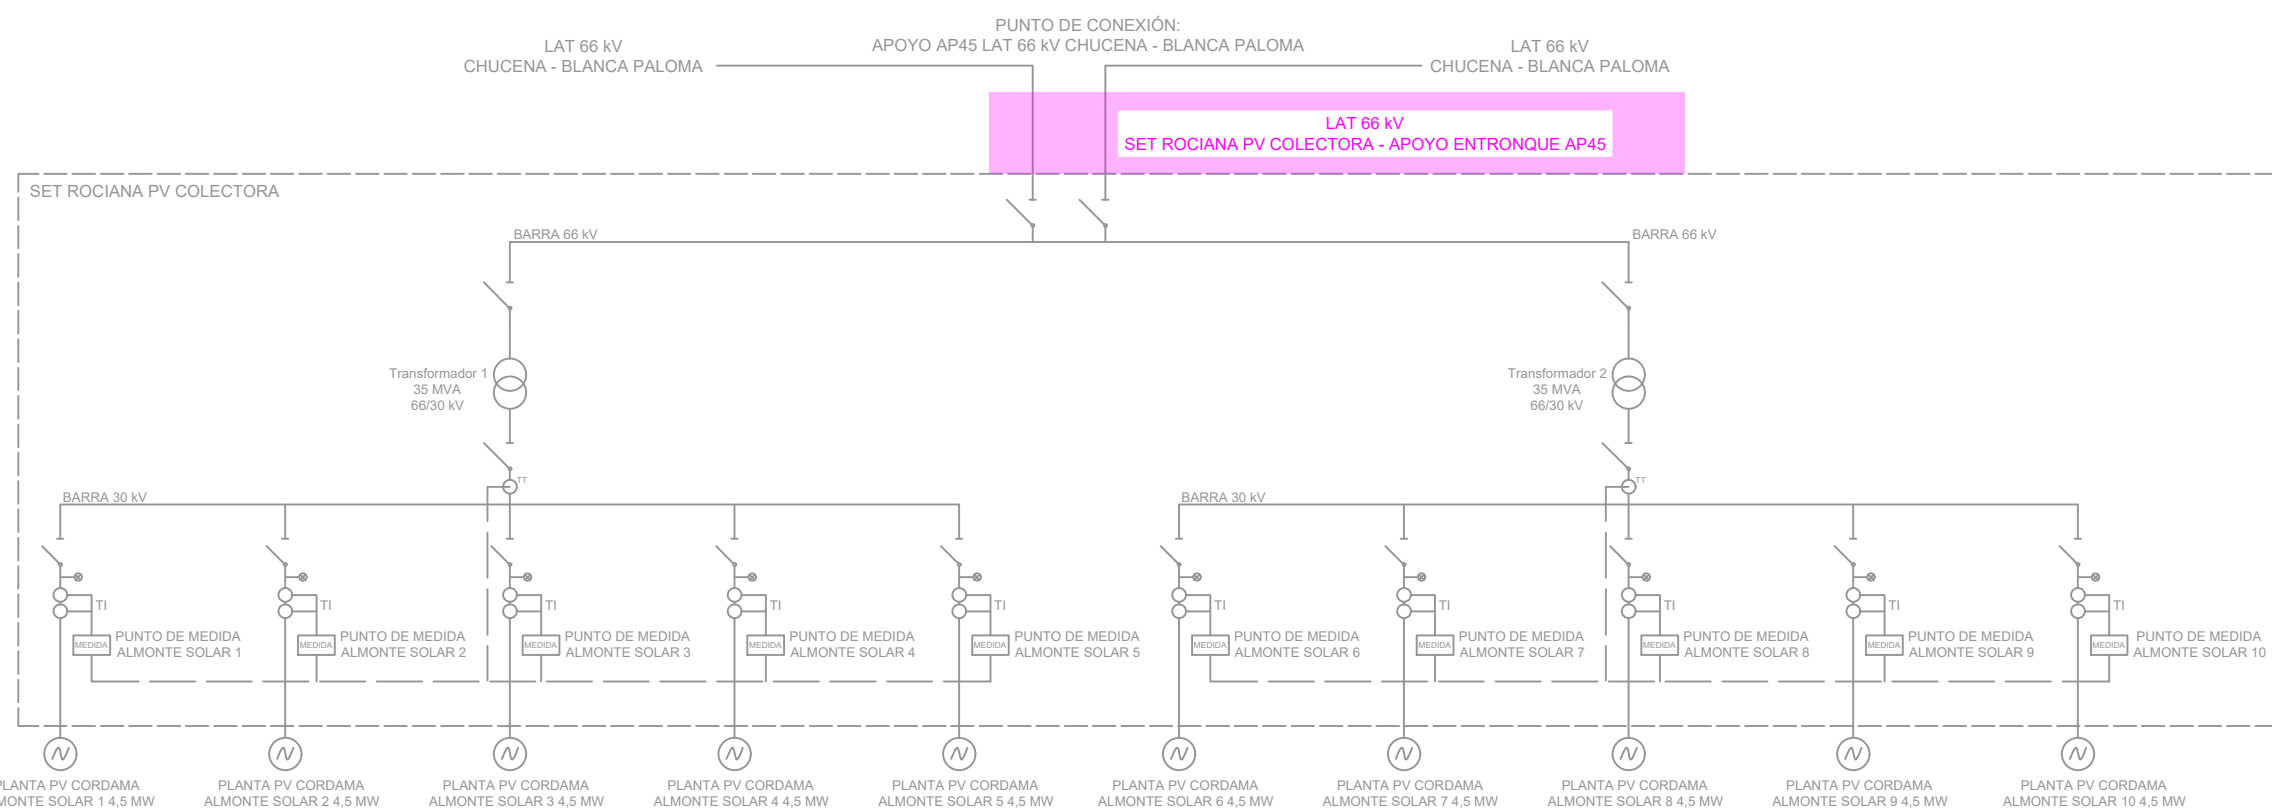 PUNTO DE CONEXIÓN:
APOYO AP45 LAT 66 kV CHUCENA - BLANCA PALOMA
LAT 66 kV
CHUCENA - BLANCA PALOMA
LAT 66 kV
CHUCENA - BLANCA PALOMA
LAT 66 kV
SET ROCIANA PV COLECTORA - APOYO ENTRONQUE AP45
SET ROCIANA PV COLECTORA
BARRA 66 kV
BARRA 66 kV
Transformador 1
35 MVA
66/30 kV
Transformador 2
35 MVA
66/30 kV
TT
TT
BARRA 30 kV
BARRA 30 kV
TI
TI
TI
TI
TI
TI
TI
TI
TI
TI
MEDIDA
PUNTO DE MEDIDA
ALMONTE SOLAR 1
MEDIDA
PUNTO DE MEDIDA
ALMONTE SOLAR 2
MEDIDA
PUNTO DE MEDIDA
ALMONTE SOLAR 3
MEDIDA
PUNTO DE MEDIDA
ALMONTE SOLAR 4
MEDIDA
PUNTO DE MEDIDA
ALMONTE SOLAR 5
MEDIDA
PUNTO DE MEDIDA
ALMONTE SOLAR 6
MEDIDA
PUNTO DE MEDIDA
ALMONTE SOLAR 7
MEDIDA
PUNTO DE MEDIDA
ALMONTE SOLAR 8
MEDIDA
PUNTO DE MEDIDA
ALMONTE SOLAR 9
MEDIDA
PUNTO DE MEDIDA
ALMONTE SOLAR 10
PLANTA PV CORDAMA
MONTE SOLAR 1 4,5 MW
PLANTA PV CORDAMA
ALMONTE SOLAR 2 4,5 MW
PLANTA PV CORDAMA
ALMONTE SOLAR 3 4,5 MW
PLANTA PV CORDAMA
ALMONTE SOLAR 4 4,5 MW
PLANTA PV CORDAMA
ALMONTE SOLAR 5 4,5 MW
PLANTA PV CORDAMA
ALMONTE SOLAR 6 4,5 MW
PLANTA PV CORDAMA
ALMONTE SOLAR 7 4,5 MW
PLANTA PV CORDAMA
ALMONTE SOLAR 8 4,5 MW
PLANTA PV CORDAMA
ALMONTE SOLAR 9 4,5 MW
PLANTA PV CORDAMA
ALMONTE SOLAR 10 4,5 MW